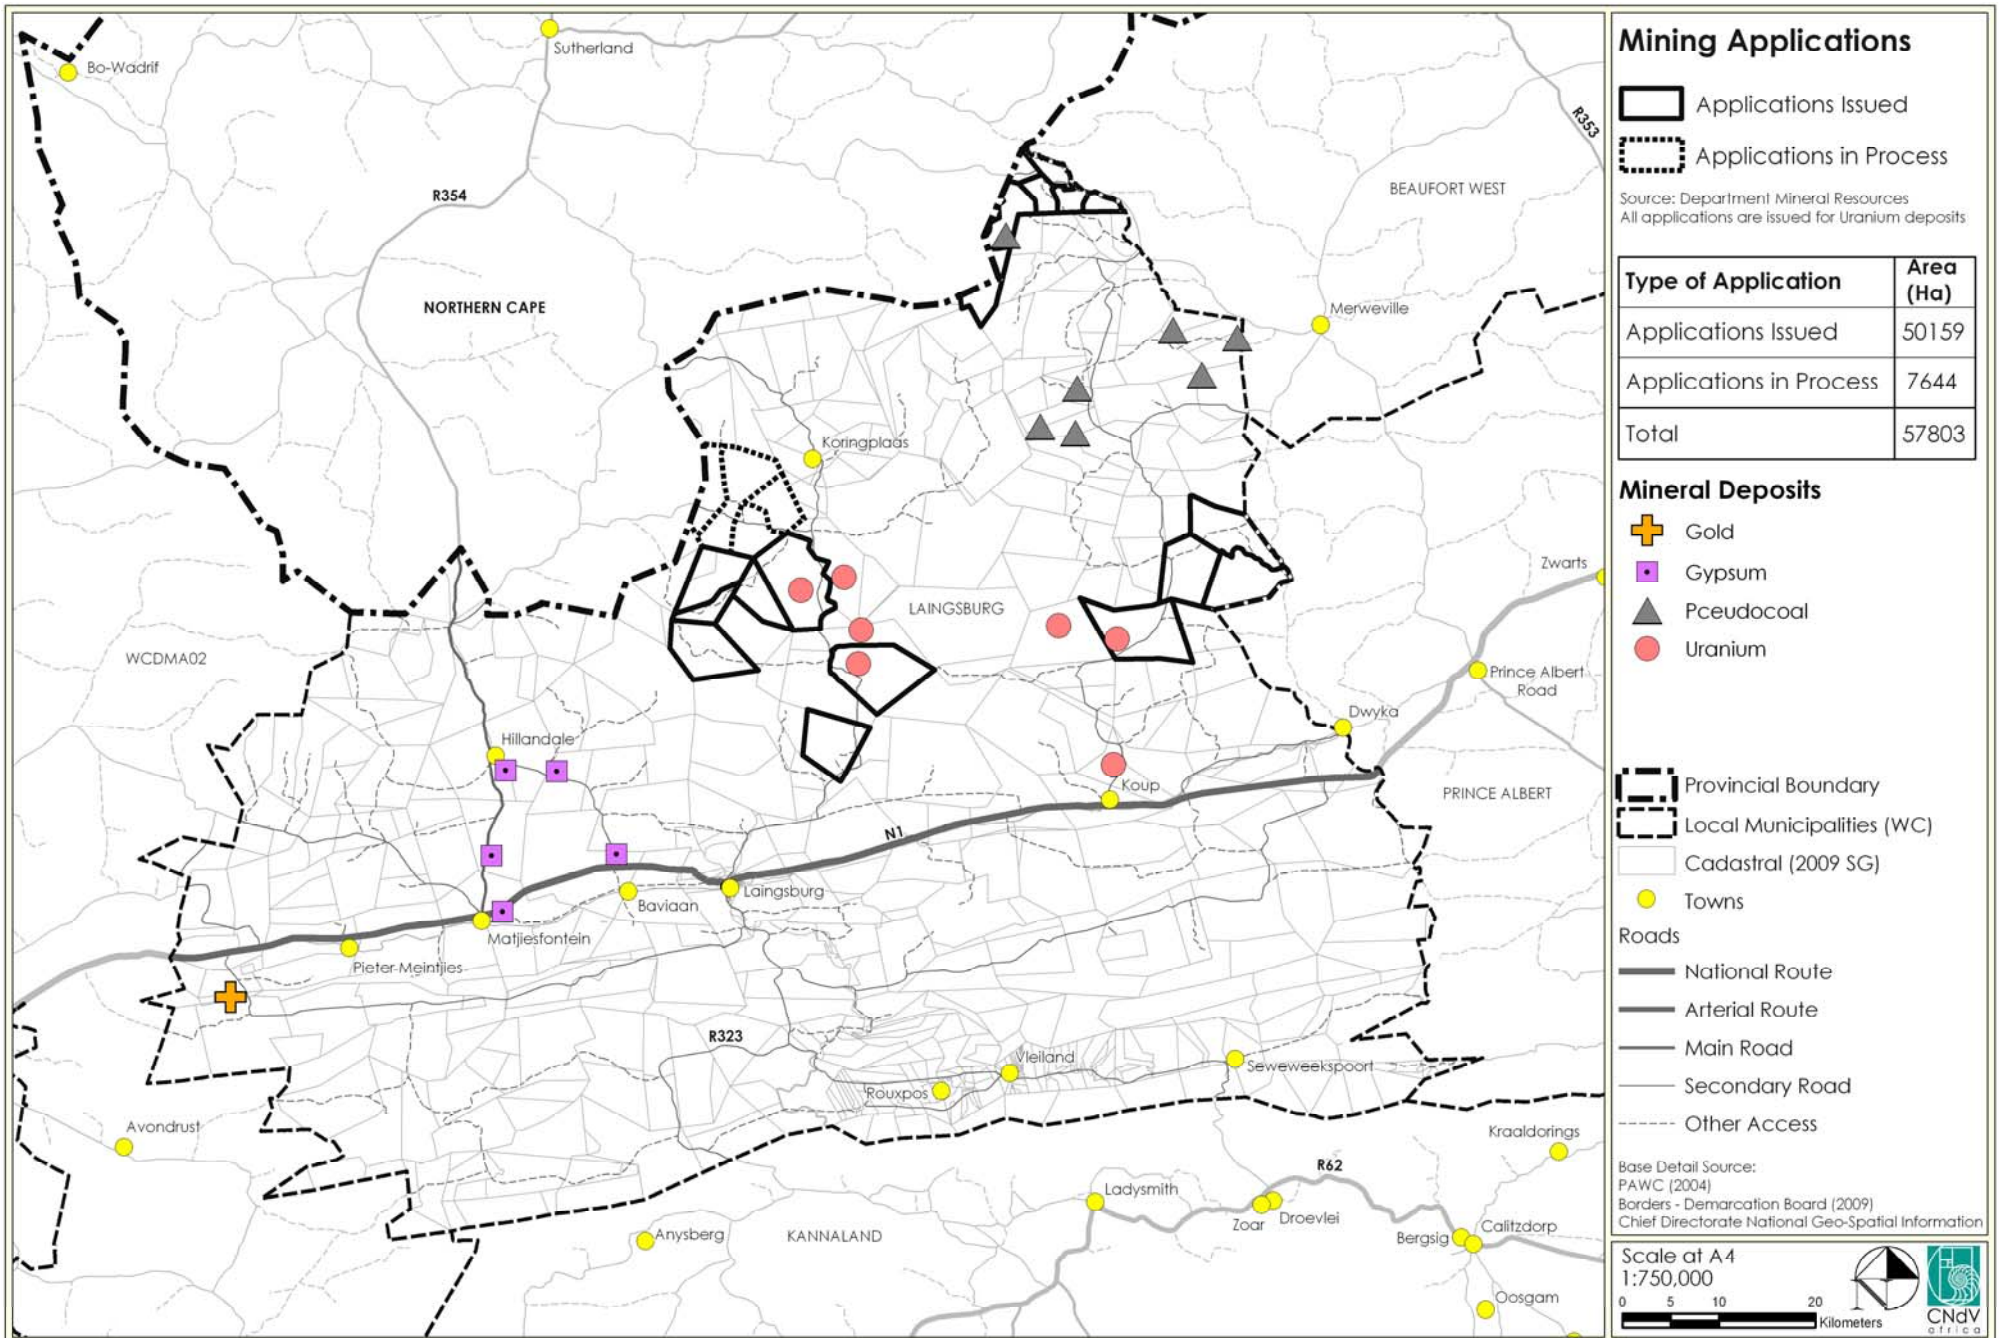 Sutherland
Bo-Wadrif
R353
R354
BEAUFORT WEST
NORTHERN CAPE
Merweville
Koringplaas
Zwarts
LAINGSBURG
WCDMA02
Prince Albert
Road
Dwyka
Hillandale
Koup
PRINCE ALBERT
N1
Laingsburg
Baviaan
Matjiesfontein
Pieter Meintjies
R323
Vleiland
Seweweekspoort
Rouxpos
Avondrust
Kraaldorings
R62
Ladysmith
Zoar
Droevlei
Calitzdorp
Bergsig
Anysberg
KANNALAND
Oosgam
Mining Applications
Applications Issued
Applications in Process
Source: Department Mineral Resources
All applications are issued for Uranium deposits
Type of Application Area (Ha)
Applications Issued 50159
Applications in Process 7644
Total 57803
Mineral Deposits
Gold
Gypsum
Pceudocoal
Uranium
Provincial Boundary
Local Municipalities (WC)
Cadastral (2009 SG)
Towns
Roads
National Route
Arterial Route
Main Road
Secondary Road
Other Access
Base Detail Source:
PAWC (2004)
Borders - Demarcation Board (2009)
Chief Directorate National Geo-Spatial Information
Scale at A4
1:750,000
0 5 10 20
Kilometers
CNdV
africa